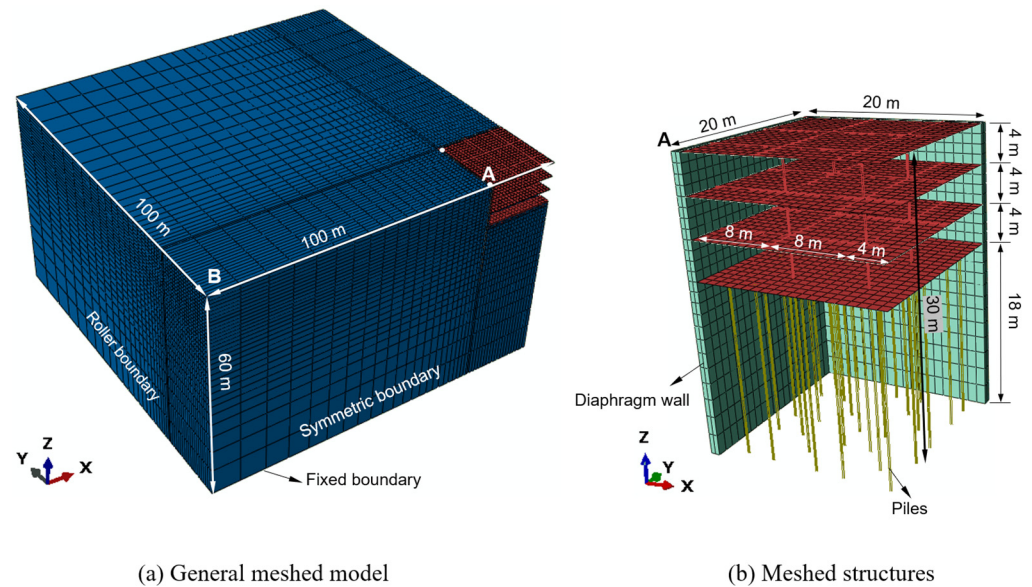 100 m
100 m
A
B
60 m
Roller boundary
Symmetric boundary
Fixed boundary
Z
Y
X
(a) General meshed model
20 m
20 m
A
4 m
4 m
4 m
8 m
8 m
4 m
18 m
30 m
Diaphragm wall
Piles
Z
Y
X
(b) Meshed structures